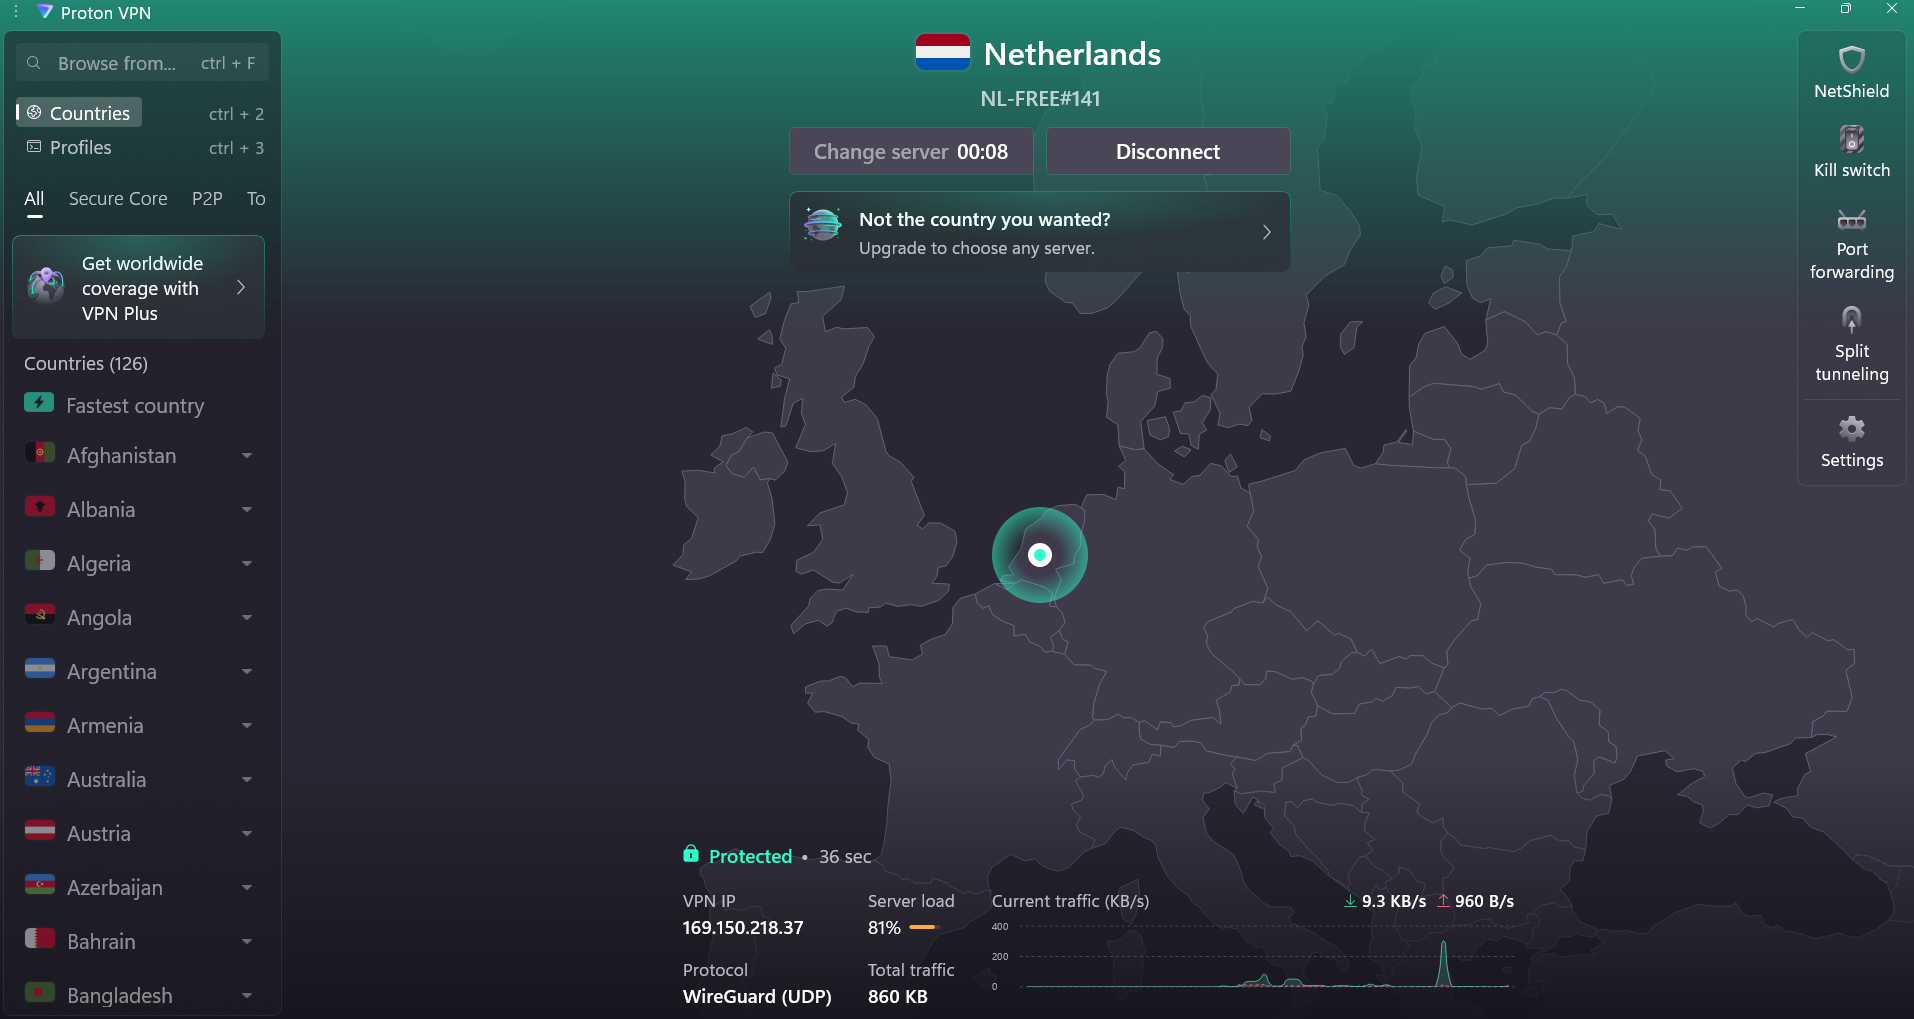 Proton VPN
Browse from... ctrl + F
Countries ctrl + 2
Profiles ctrl + 3
All Secure Core P2P To
Get worldwide
coverage with
VPN Plus
Countries (126)
Fastest country
Afghanistan
Albania
Algeria
Angola
Argentina
Armenia
Australia
Austria
Azerbaijan
Bahrain
Bangladesh
Netherlands
NL-FREE#141
Change server 00:08
Disconnect
Not the country you wanted?
Upgrade to choose any server.
Protected • 36 sec
VPN IP
169.150.218.37
Server load
81%
Protocol
WireGuard (UDP)
Total traffic
860 KB
Current traffic (KB/s)
9.3 KB/s 960 B/s
400
200
0
NetShield
Kill switch
Port
forwarding
Split
tunneling
Settings